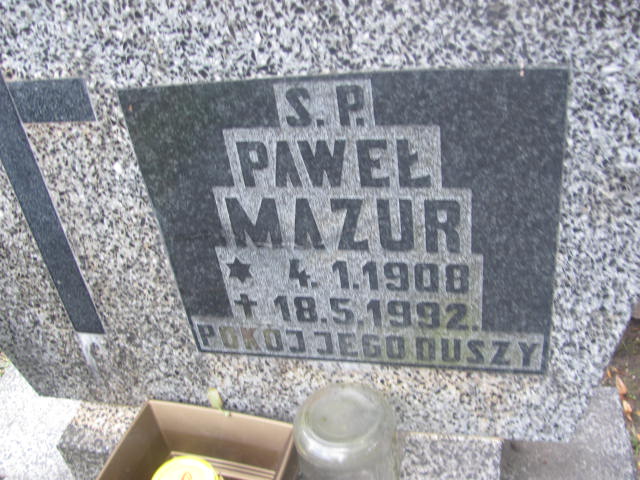 S.P.
PAWEŁ
MAZUR
* 4.1.1908
† 18.5.1992
POKÓJ JEGO DUSZY